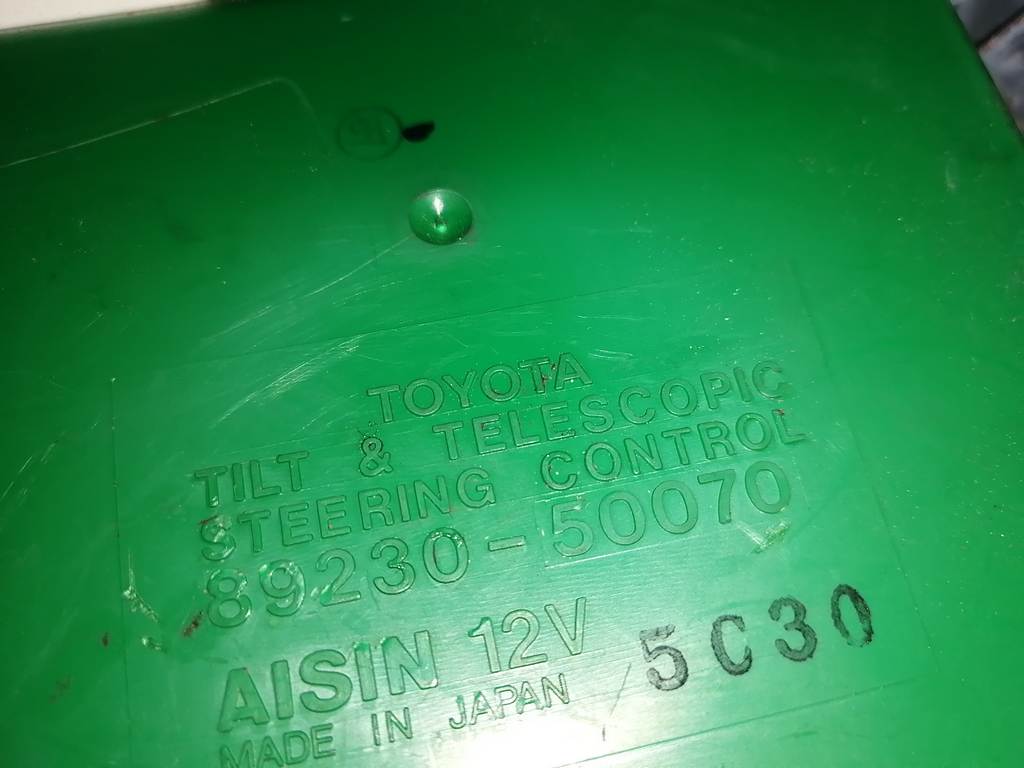 TOYOTA
TILT & TELESCOPIC
STEERING CONTROL
89230-50070
AISIN 12V
5C30
MADE IN JAPAN